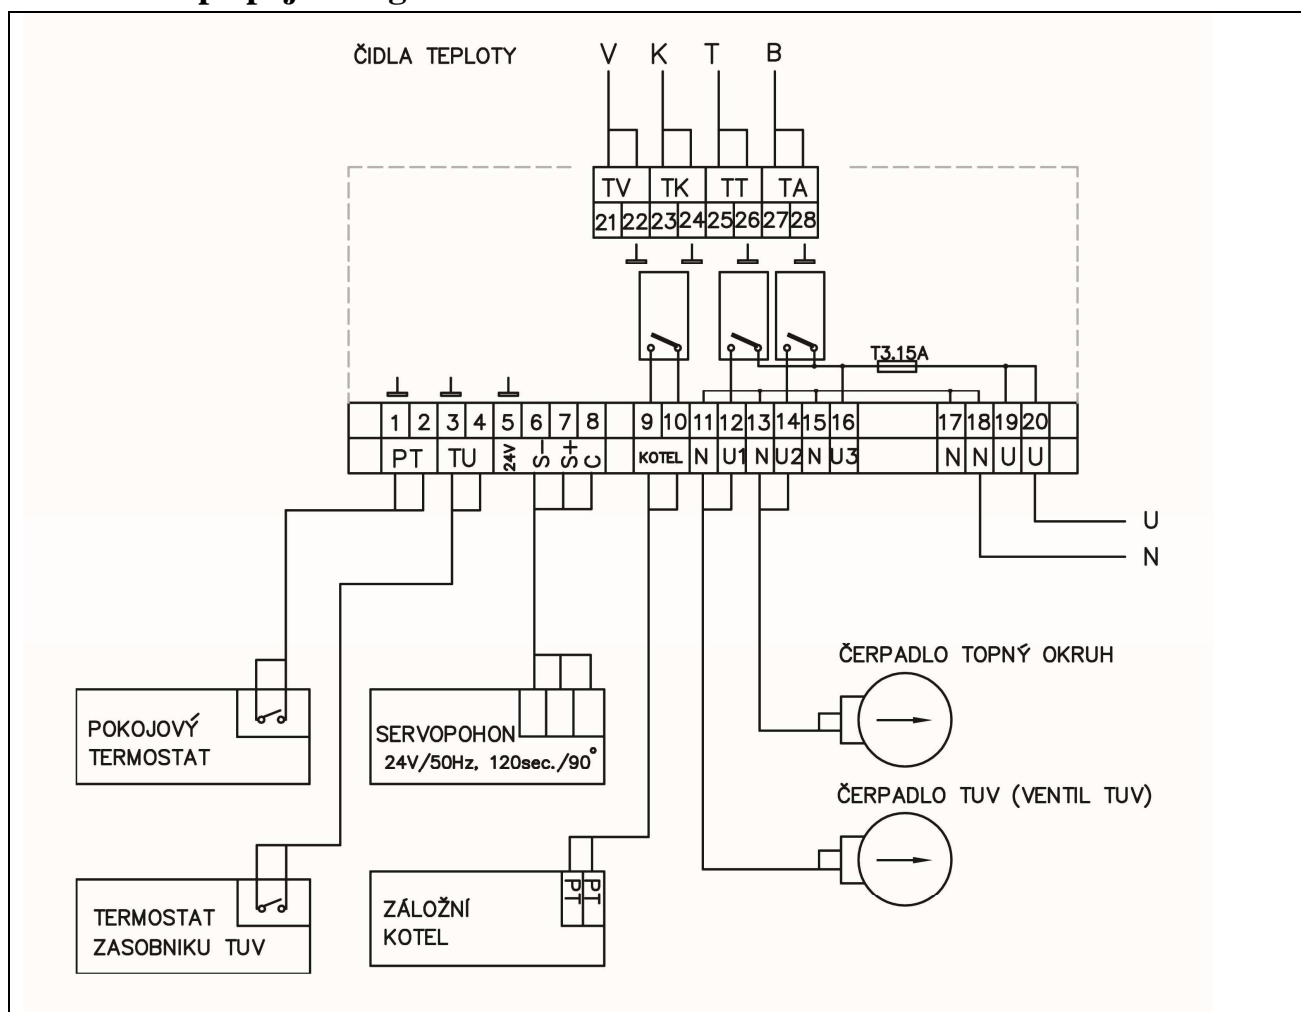 ČIDLA TEPLOTY V K T B
TV TK TT TA
21 22 23 24 25 26 27 28
T3.15A
1 2 3 4 5 6 7 8 9 10 11 12 13 14 15 16 17 18 19 20
PT TU 24V S- S+ C KOTEL N U1 N U2 N U3 N N U U
U
N
ČERPADLO TOPNÝ OKRUH
POKOJOVÝ
TERMOSTAT
SERVOPOHON
24V/50Hz, 120sec./90°
ČERPADLO TUV (VENTIL TUV)
PT PT
TERMOSTAT
ZASOBNIKU TUV
ZÁLOŽNÍ
KOTEL